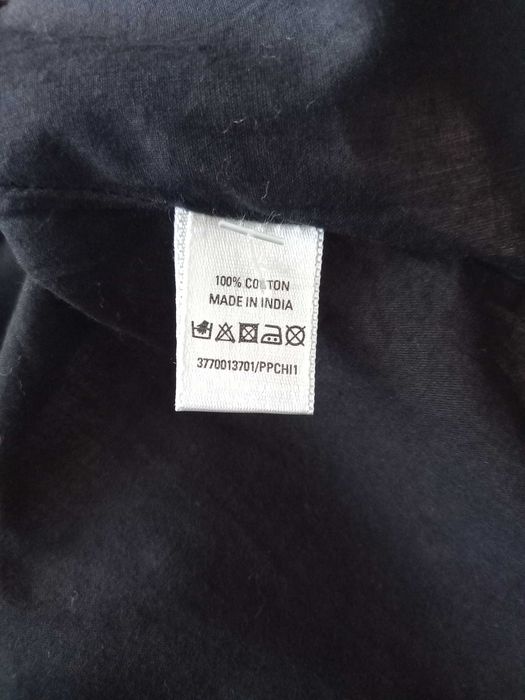 100% COTTON
MADE IN INDIA
3770013701/PPCHI1